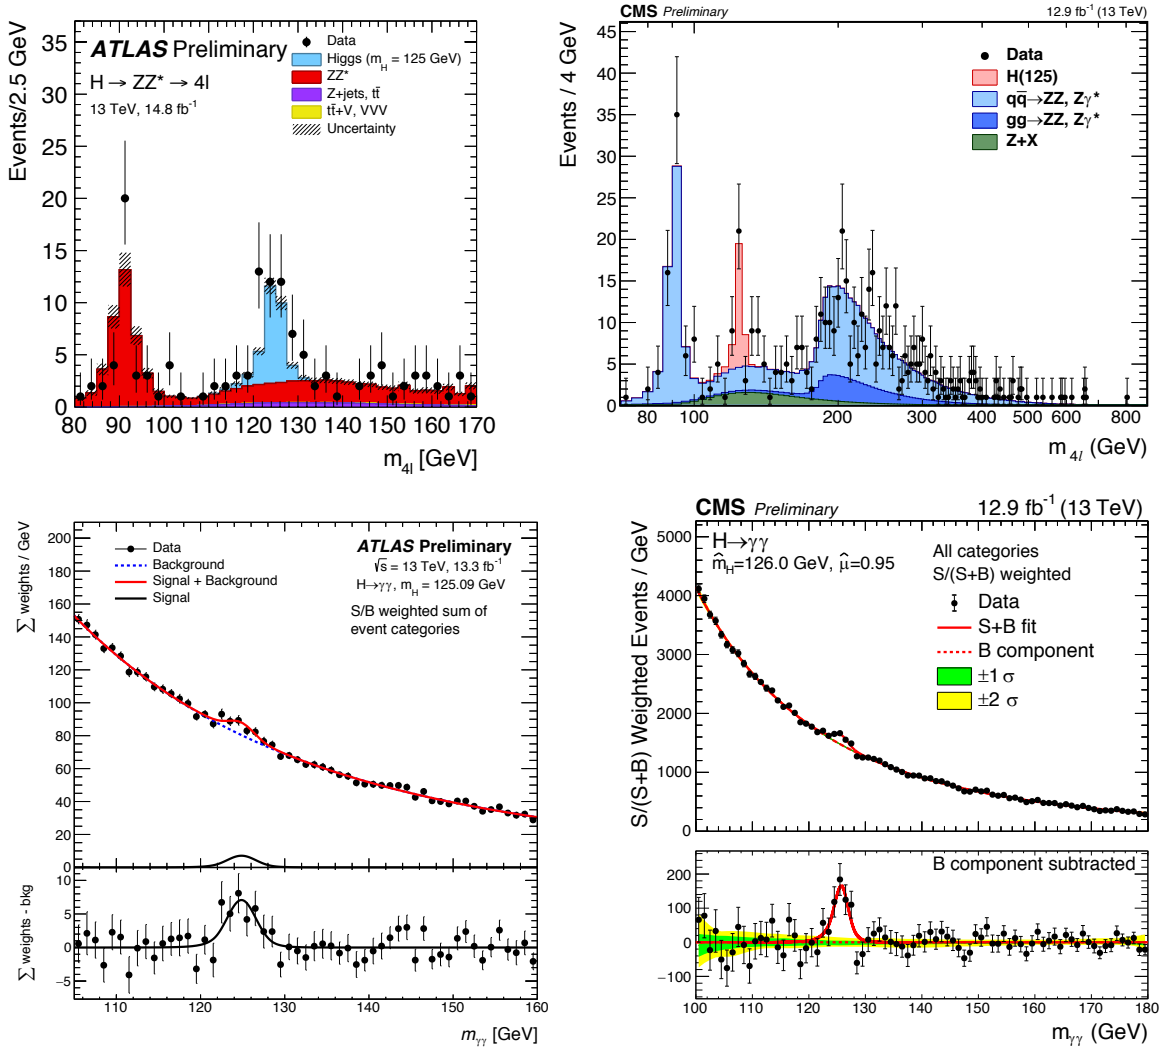 ATLAS Preliminary
H → ZZ* → 4l
13 TeV, 14.8 fb⁻¹
Data
Higgs (m_H = 125 GeV)
ZZ*
Z+jets, tt̄
tt̄+V, VVV
Uncertainty
Events/2.5 GeV
35
30
25
20
15
10
5
0
80 90 100 110 120 130 140 150 160 170
m_4l [GeV]
CMS Preliminary 12.9 fb⁻¹ (13 TeV)
Data
H(125)
qq̄→ZZ, Zγ*
gg→ZZ, Zγ*
Z+X
Events / 4 GeV
45
40
35
30
25
20
15
10
5
0
80 100 200 300 400 500 600 800
m_4l (GeV)
ATLAS Preliminary
√s = 13 TeV, 13.3 fb⁻¹
H→γγ, m_H = 125.09 GeV
S/B weighted sum of
event categories
Data
Background
Signal + Background
Signal
∑ weights / GeV
200
180
160
140
120
100
80
60
40
20
0
∑ weights - bkg
10
5
0
−5
110 120 130 140 150 160
m_γγ [GeV]
CMS Preliminary 12.9 fb⁻¹ (13 TeV)
H→γγ
m̂_H=126.0 GeV, μ̂=0.95
All categories
S/(S+B) weighted
Data
S+B fit
B component
±1 σ
±2 σ
S/(S+B) Weighted Events / GeV
5000
4000
3000
2000
1000
0
B component subtracted
200
100
0
−100
100 110 120 130 140 150 160 170 180
m_γγ (GeV)